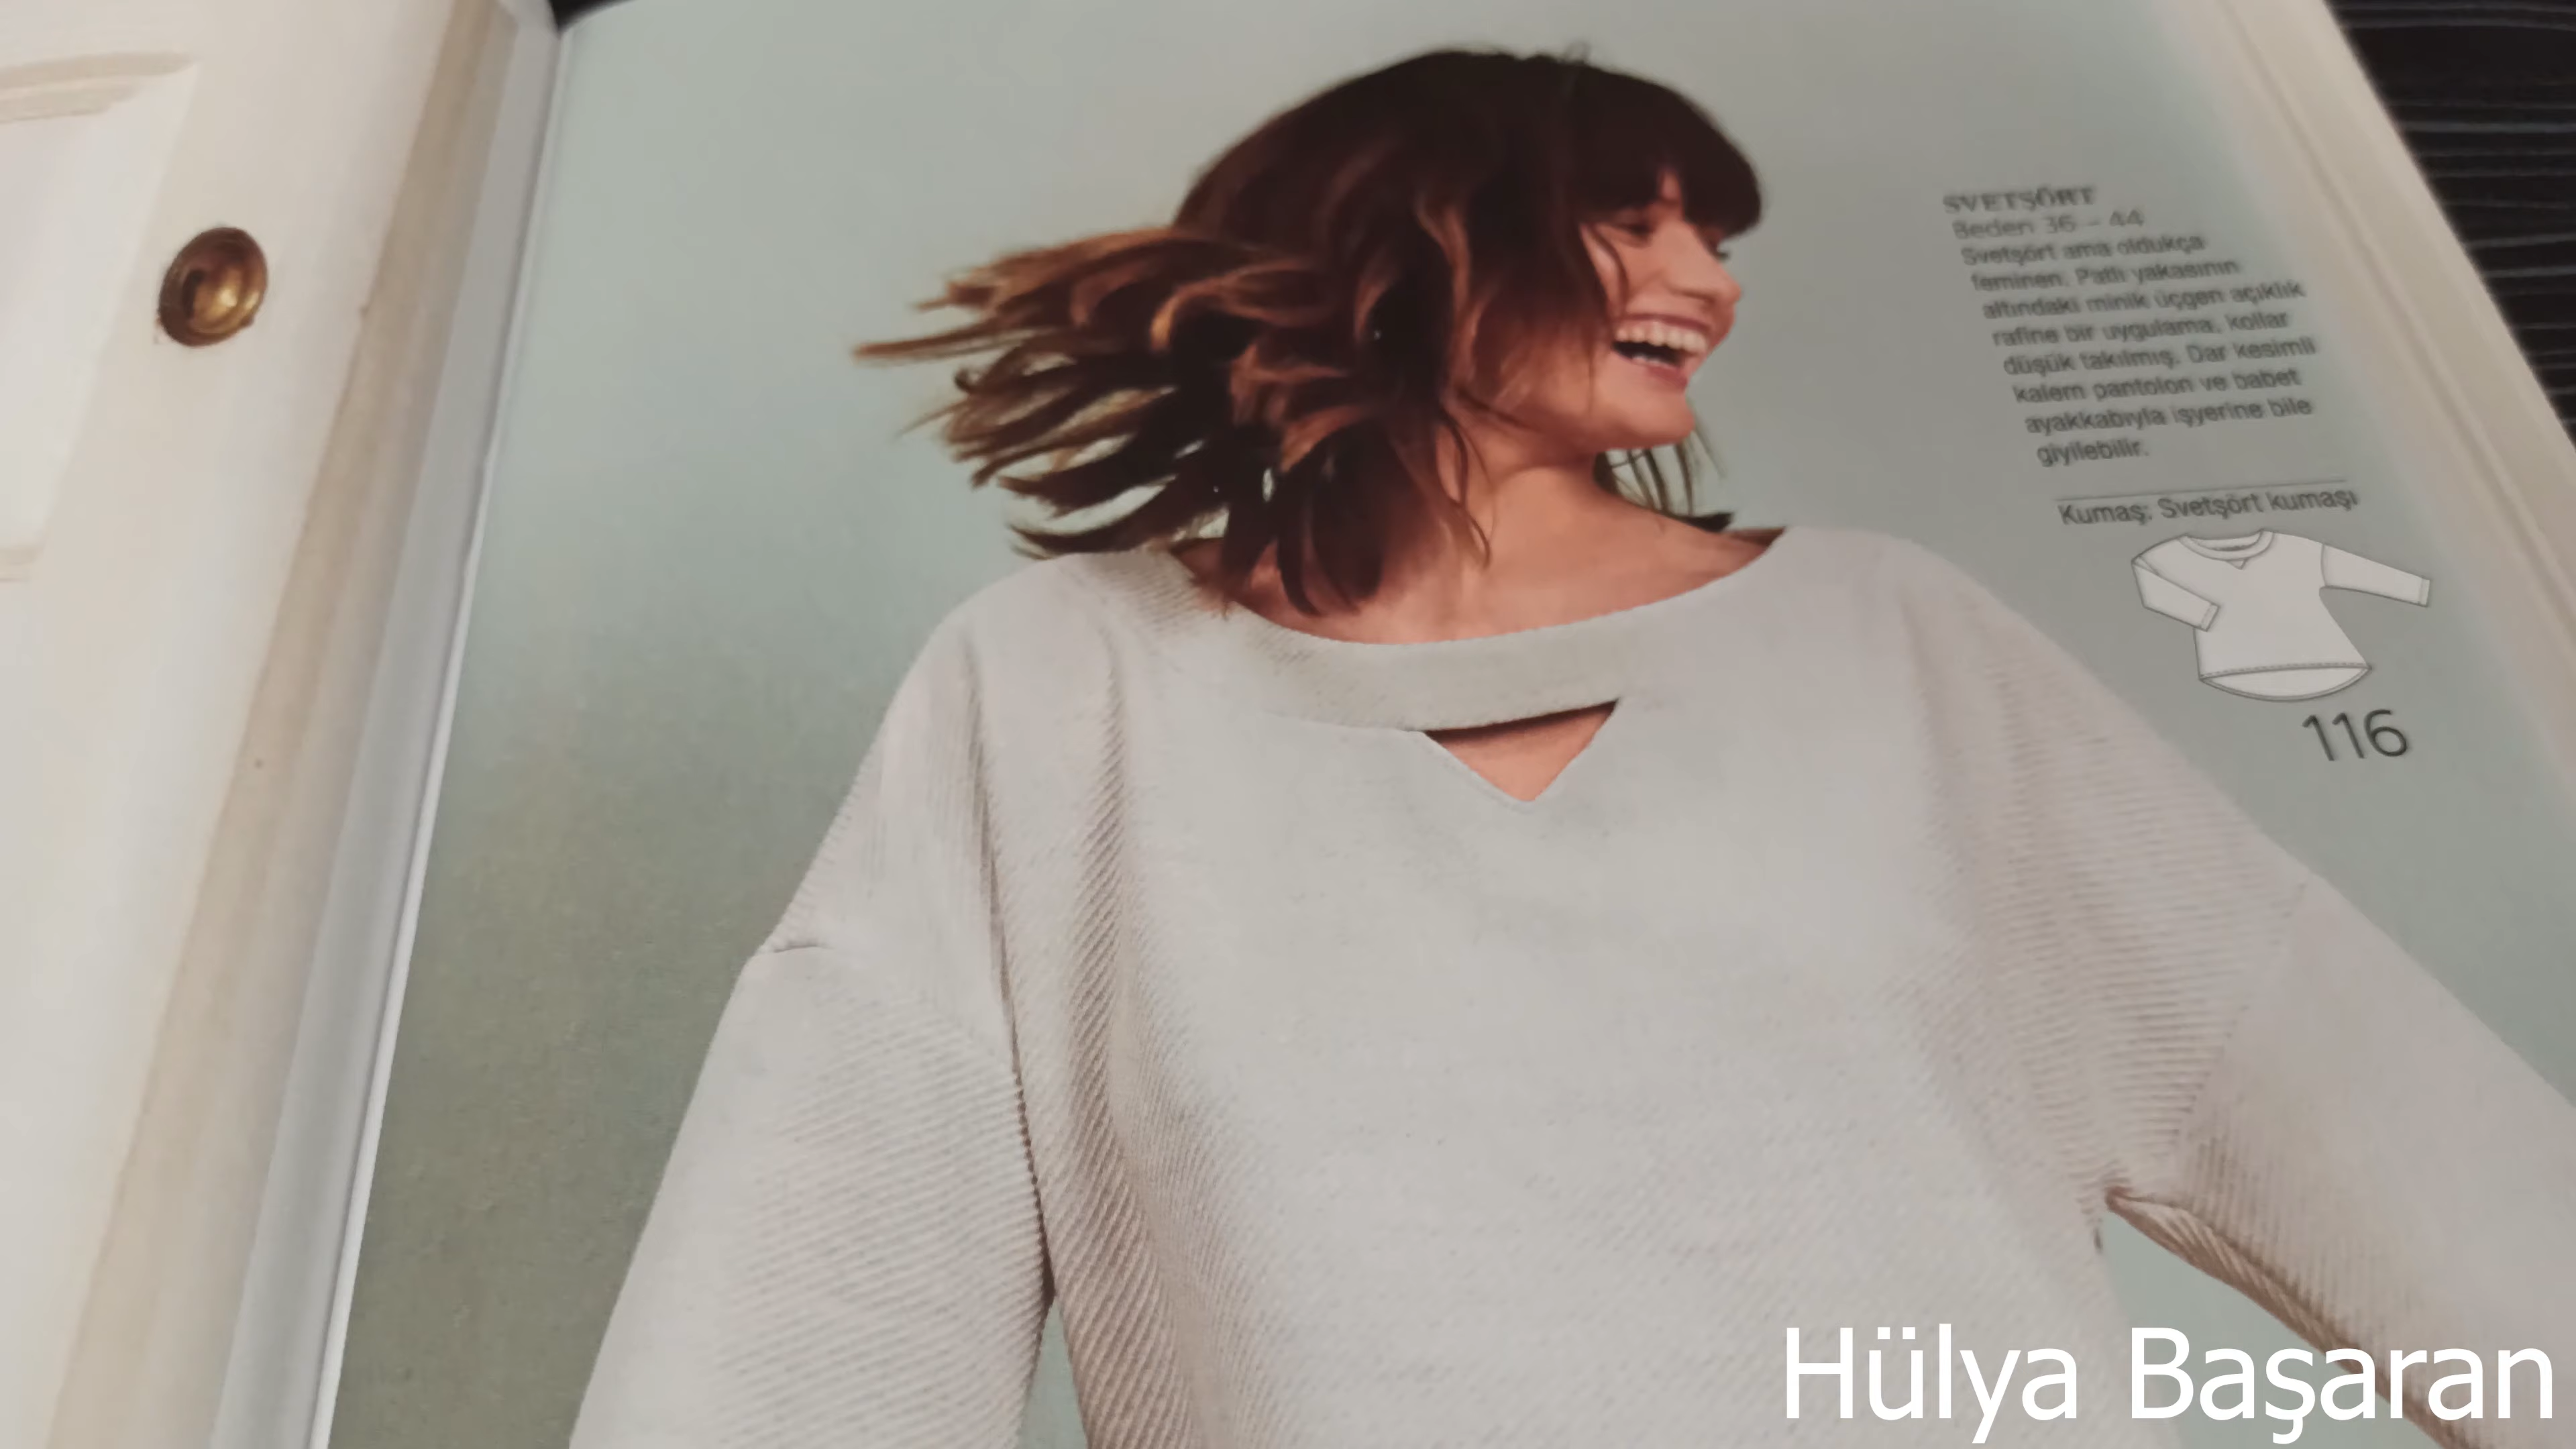 SVETŞÖRT
Beden 36 – 44
Svetşört ama oldukça
feminen. Patlı yakasının
altındaki minik üçgen açıklık
rafine bir uygulama, kollar
düşük takılmış. Dar kesimli
kalem pantolon ve babet
ayakkabıyla işyerine bile
giyilebilir.
Kumaş: Svetşört kumaşı
116
Hülya Başaran